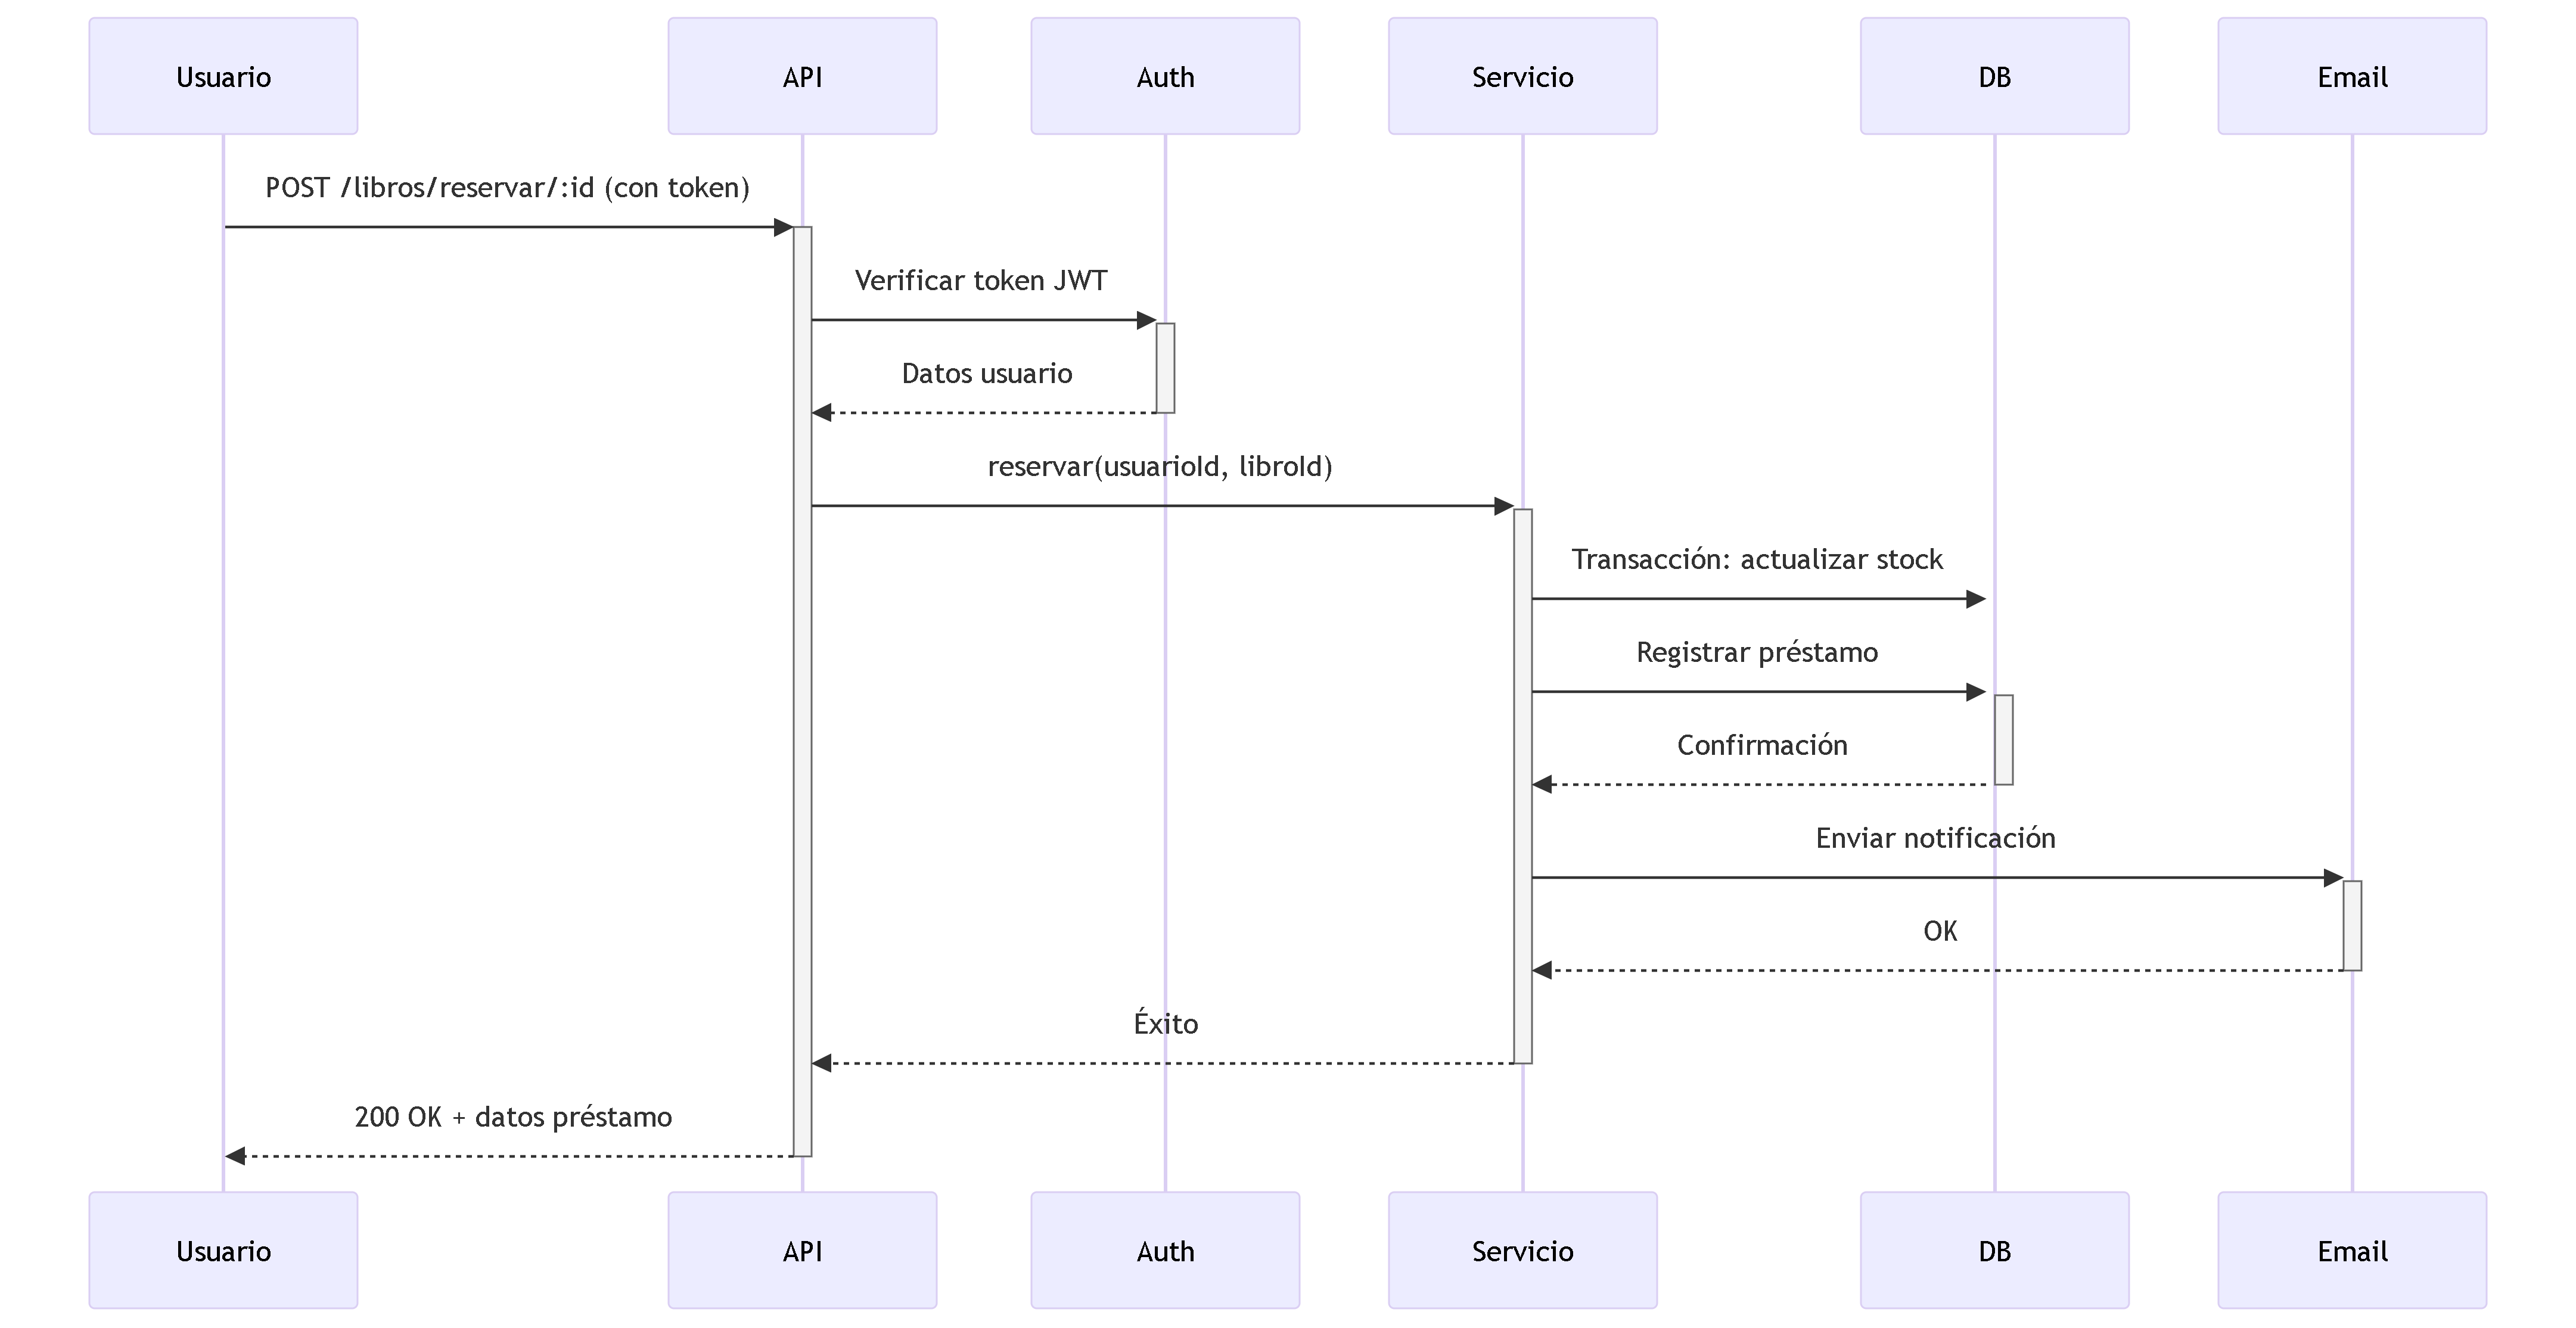 Usuario
API
Auth
Servicio
DB
Email
POST /libros/reservar/:id (con token)
Verificar token JWT
Datos usuario
reservar(usuarioId, libroId)
Transacción: actualizar stock
Registrar préstamo
Confirmación
Enviar notificación
OK
Éxito
200 OK + datos préstamo
Usuario
API
Auth
Servicio
DB
Email